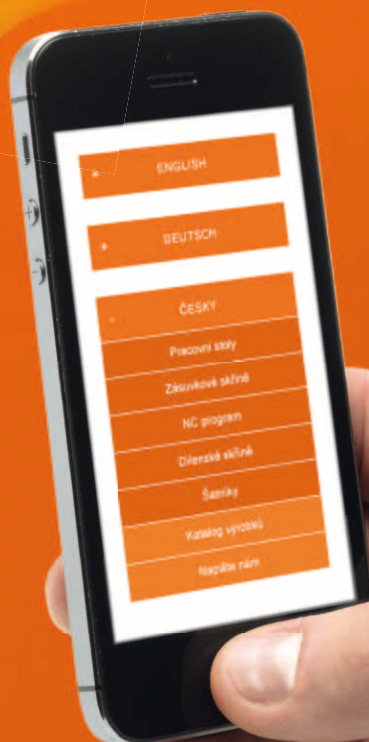 + ENGLISH
+ DEUTSCH
- ČESKY
Pracovní stoly
Zásuvkové skříně
NC program
Dílenské skříně
Šatníky
Katalog výrobků
Napište nám